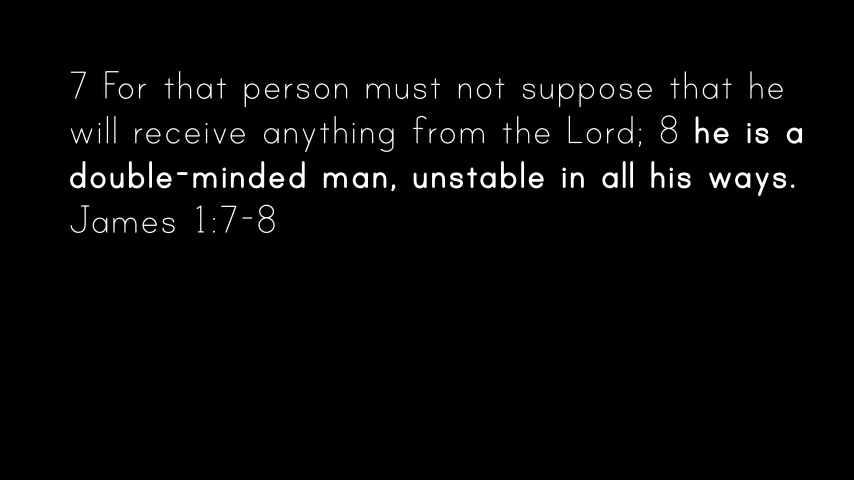 7 For that person must not suppose that he
will receive anything from the Lord; 8 he is a
double-minded man, unstable in all his ways.
James 1:7-8